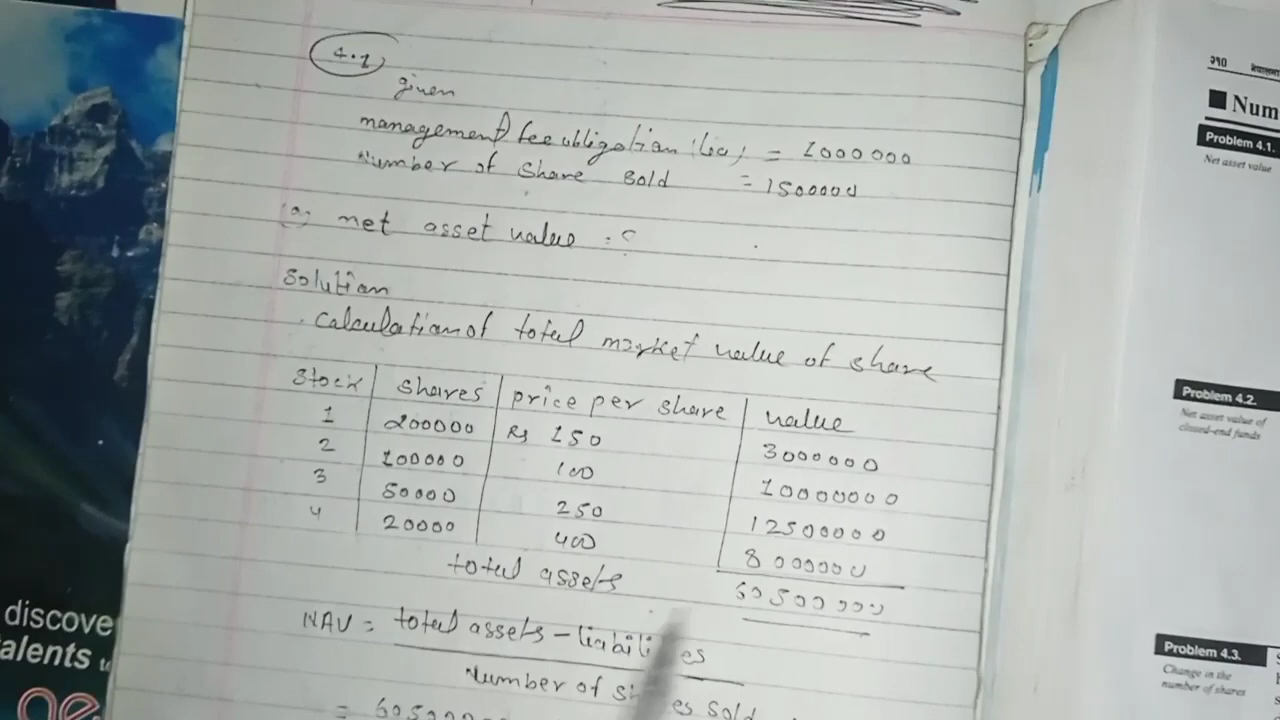 4.1
given
management fee obligation = 1000000
Number of share sold = 1500000
(a) net asset value = ?
Solution
calculation of total market value of share
Stock shares price per share value
1 200000 Rs 150 3000000
2 100000 100 10000000
3 50000 250 12500000
4 20000 400 8000000
total assets 60500000
NAV = total assets - liabilities
Number of shares sold
२१०
■ Num
Problem 4.1.
Net asset value
Problem 4.2.
Net asset value of
closed-end funds
Problem 4.3.
Change in the
number of shares
discove
alents